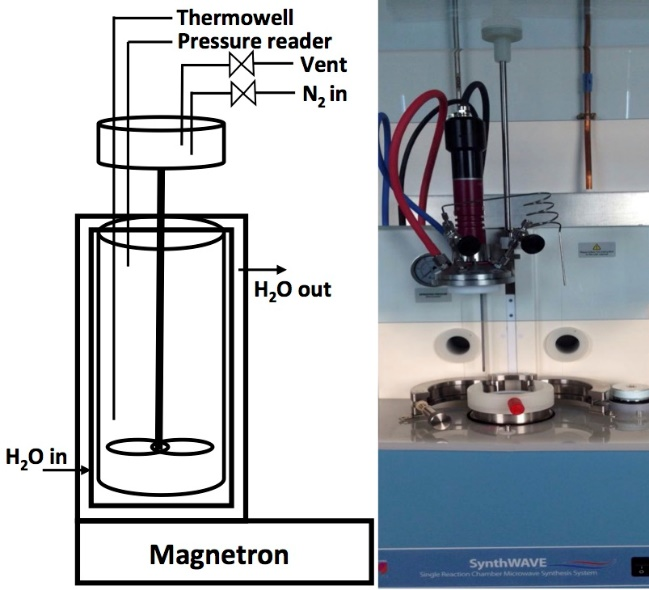 Thermowell
Pressure reader
Vent
N₂ in
H₂O out
H₂O in
Magnetron
SynthWAVE
Single Reaction Chamber Microwave Synthesis System